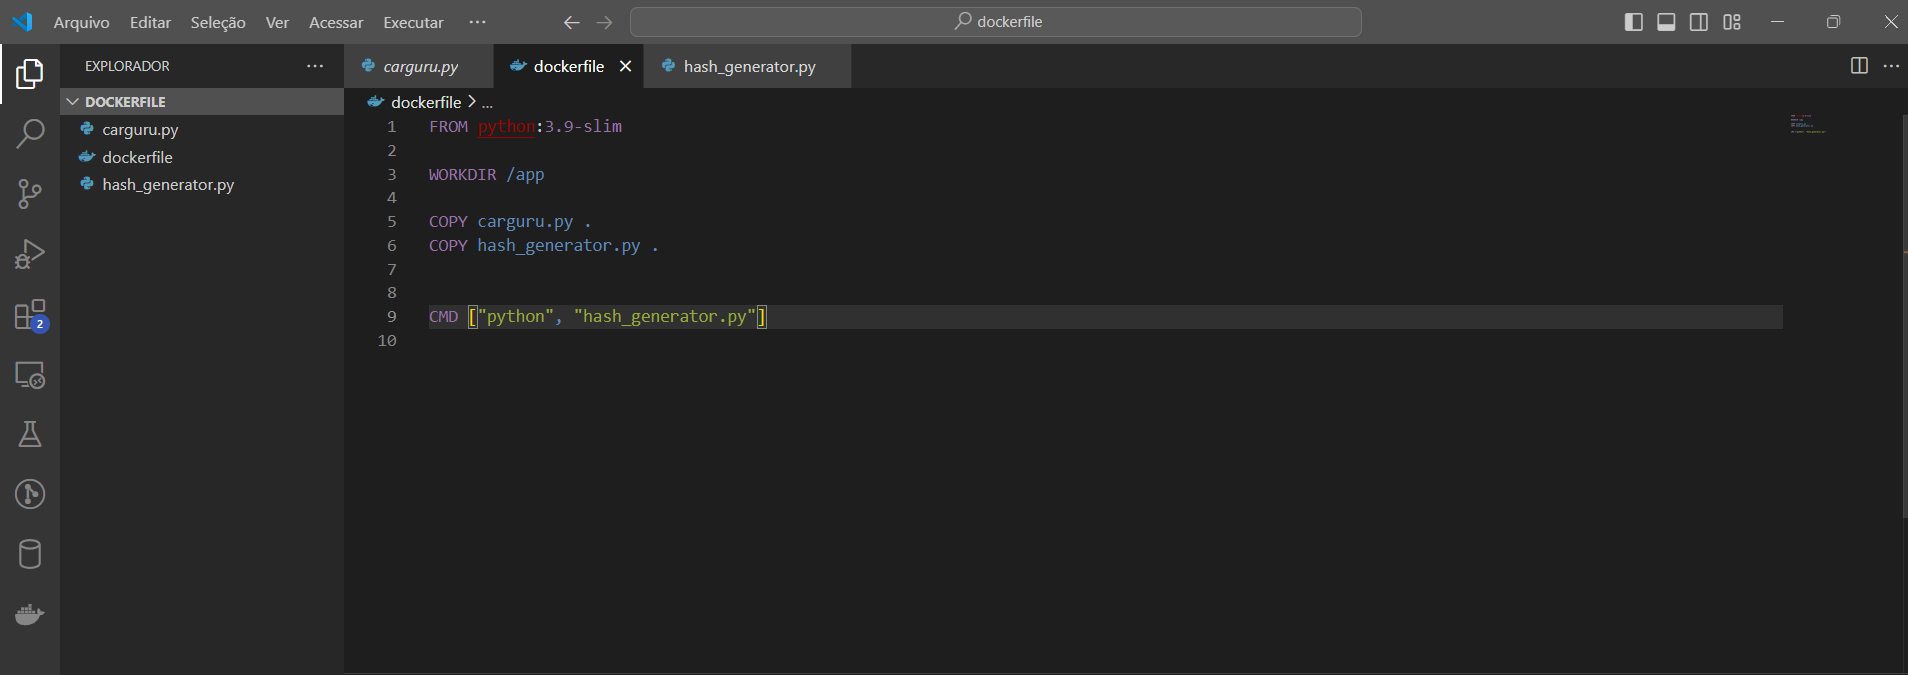 Arquivo Editar Seleção Ver Acessar Executar ··· dockerfile
EXPLORADOR ···
DOCKERFILE
carguru.py
dockerfile
hash_generator.py
2
carguru.py dockerfile hash_generator.py
dockerfile > ...
1 FROM python:3.9-slim
2
3 WORKDIR /app
4
5 COPY carguru.py .
6 COPY hash_generator.py .
7
8
9 CMD ["python", "hash_generator.py"]
10